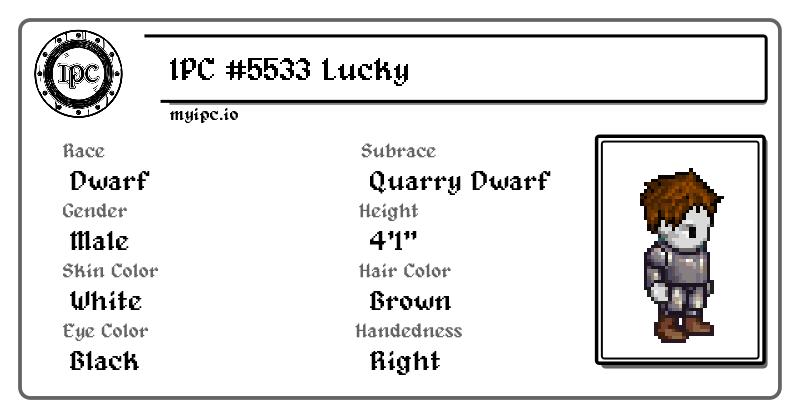 IPC
IPC #5533 Lucky
myipc.io
Race
Dwarf
Subrace
Quarry Dwarf
Gender
Male
Height
4'1"
Skin Color
White
Hair Color
Brown
Eye Color
Black
Handedness
Right